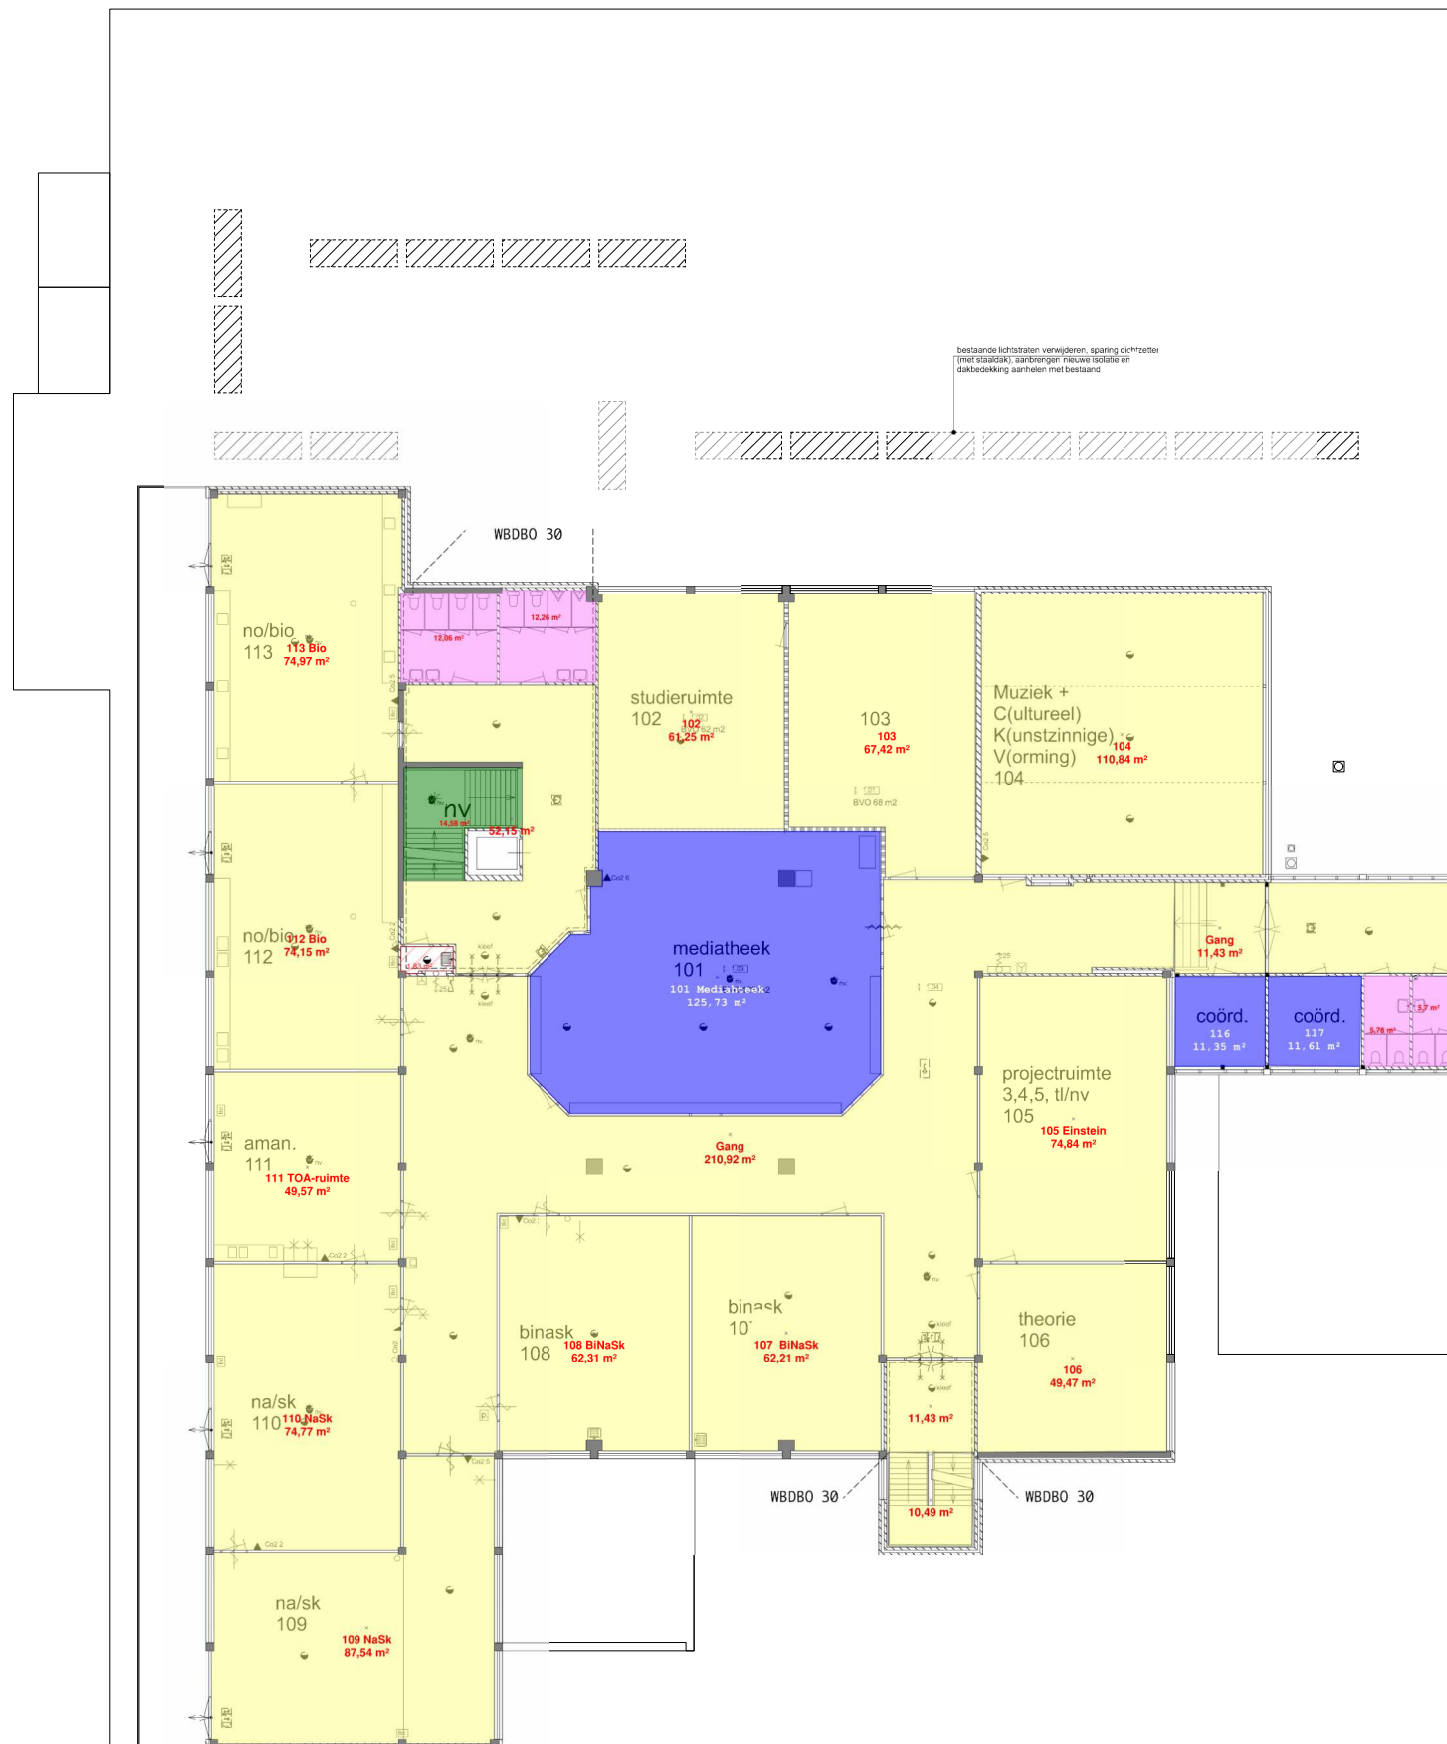 bestaande lichtstraten verwijderen, sparing dichtzetten
(met staaldak), aanbrengen nieuwe isolatie en
dakbedekking aanhelen met bestaand
WBDBO 30
no/bio
113
113 Bio
74,97 m²
12,06 m²
12,26 m²
studieruimte
102
102
61,25 m²
103
103
67,42 m²
BVO 68 m2
Muziek +
C(ultureel)
K(unstzinnige)
V(orming)
104
104
110,84 m²
nv
14,58 m²
52,15 m²
no/bio
112
112 Bio
74,15 m²
mediatheek
101
101 Mediatheek
125,73 m²
kleef
kleef
Gang
11,43 m²
coörd.
116
11,35 m²
coörd.
117
11,61 m²
5,76 m²
5,7 m²
projectruimte
3,4,5, tl/nv
105
105 Einstein
74,84 m²
aman.
111
111 TOA-ruimte
49,57 m²
Gang
210,92 m²
binask
108
108 BiNaSk
62,31 m²
binask
107 BiNaSk
62,21 m²
theorie
106
106
49,47 m²
na/sk
110
110 NaSk
74,77 m²
kleef
kleef
11,43 m²
WBDBO 30
WBDBO 30
10,49 m²
na/sk
109
109 NaSk
87,54 m²